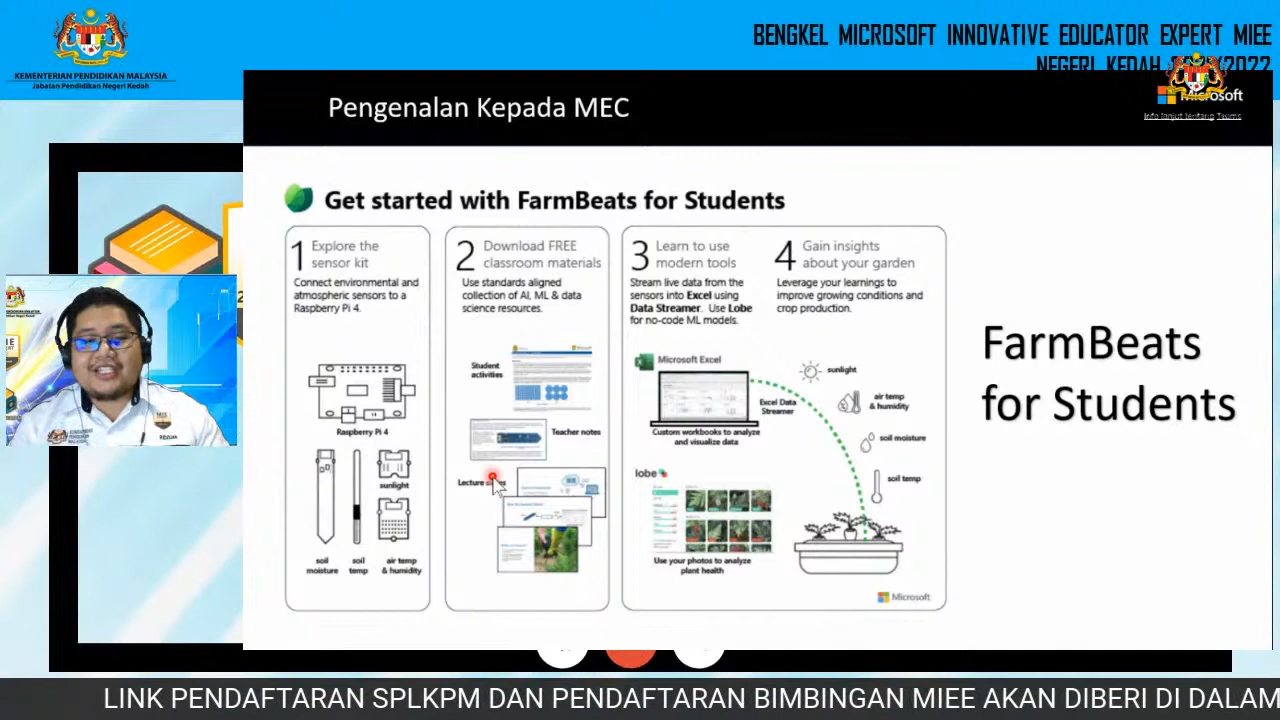 BENGKEL MICROSOFT INNOVATIVE EDUCATOR EXPERT MIEE
NEGERI KEDAH
KEMENTERIAN PENDIDIKAN MALAYSIA
Jabatan Pendidikan Negeri Kedah
Pengenalan Kepada MEC
Microsoft
Info lanjut tentang Teams
Get started with FarmBeats for Students
1 Explore the
sensor kit
Connect environmental and
atmospheric sensors to a
Raspberry Pi 4.
Raspberry Pi 4
sunlight
soil
moisture
soil
temp
air temp
& humidity
2 Download FREE
classroom materials
Use standards aligned
collection of AI, ML & data
science resources.
Student
activities
Teacher notes
Lecture
3 Learn to use
modern tools
Stream live data from the
sensors into Excel using
Data Streamer. Use Lobe
for no-code ML models.
Microsoft Excel
Excel Data
Streamer
Custom workbooks to analyze
and visualize data
lobe
Use your photos to analyze
plant health
4 Gain insights
about your garden
Leverage your learnings to
improve growing conditions and
crop production.
sunlight
air temp
& humidity
soil moisture
soil temp
Microsoft
FarmBeats
for Students
LINK PENDAFTARAN SPLKPM DAN PENDAFTARAN BIMBINGAN MIEE AKAN DIBERI DI DALAM